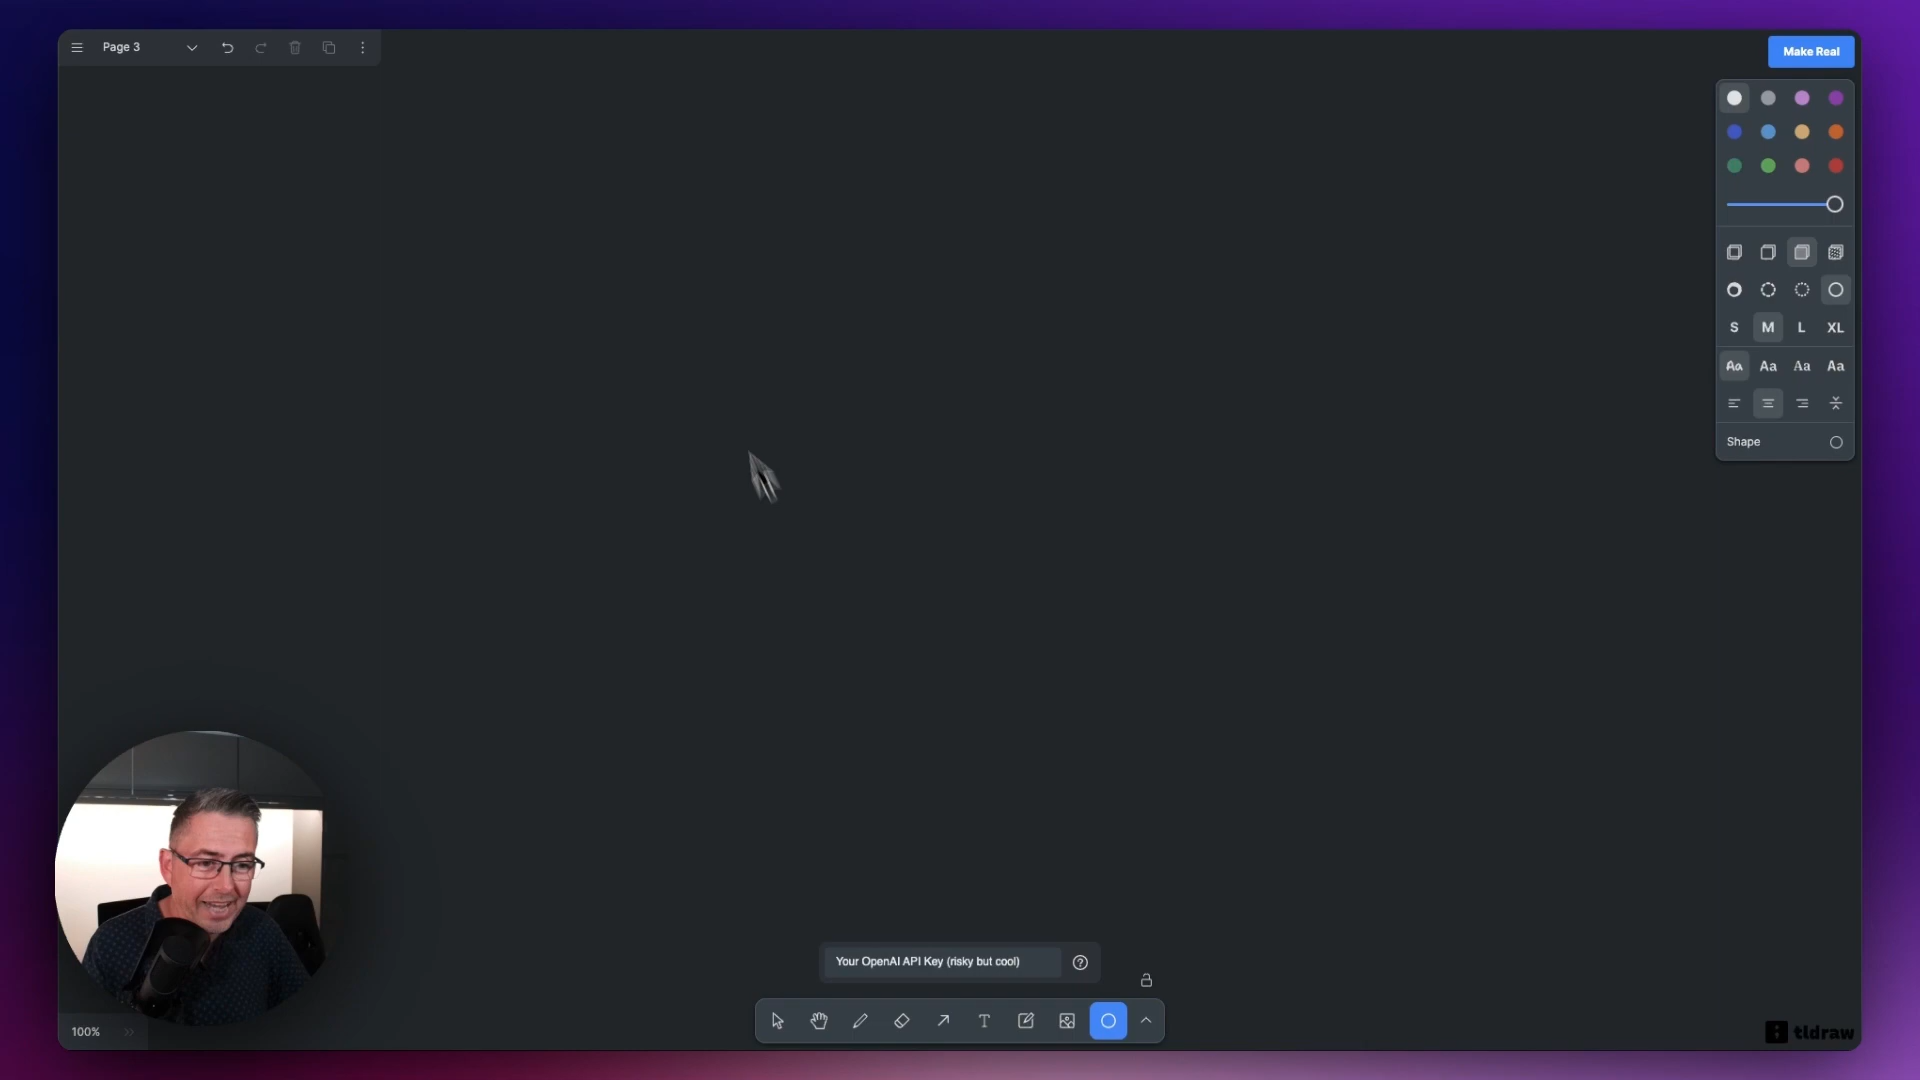 Page 3
Make Real
S M L XL
Aa Aa Aa Aa
Shape
Your OpenAI API Key (risky but cool)
100%
tldraw